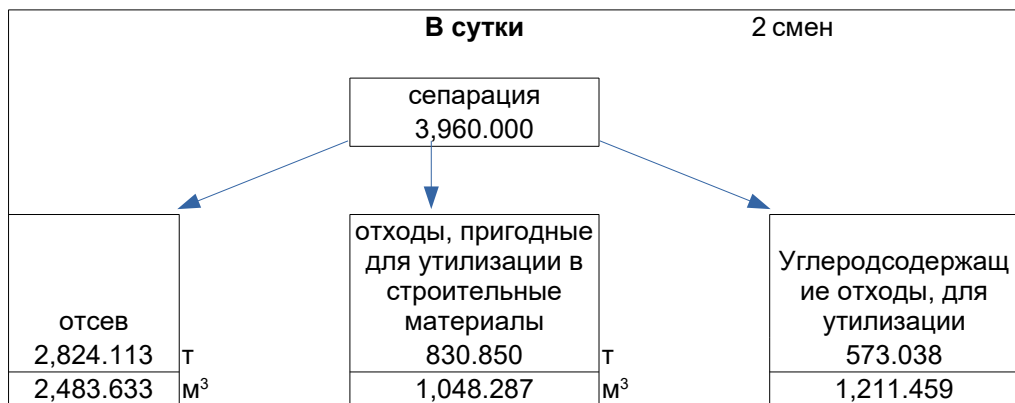 В сутки 2 смен
сепарация
3,960.000
отсев
2,824.113 т
2,483.633 м³
отходы, пригодные
для утилизации в
строительные
материалы
830.850 т
1,048.287 м³
Углеродсодержащ
ие отходы, для
утилизации
573.038
1,211.459